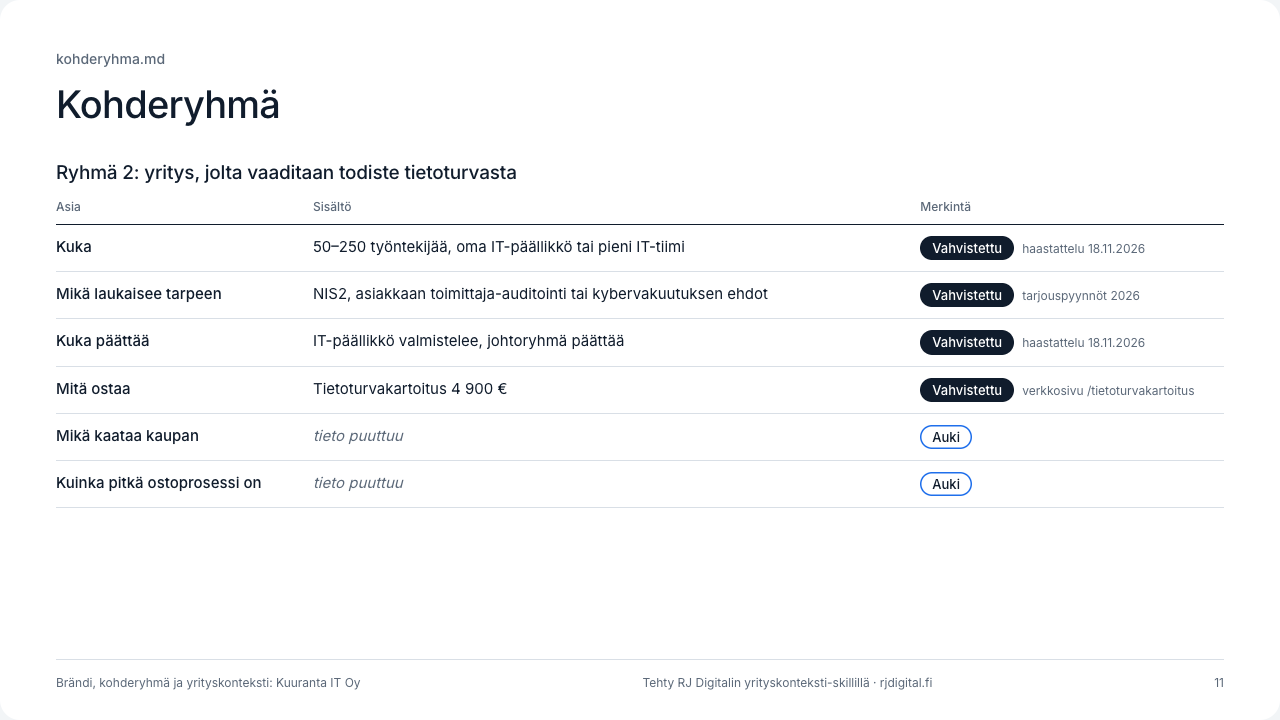 kohderyhma.md
Kohderyhmä
Ryhmä 2: yritys, jolta vaaditaan todiste tietoturvasta
Asia Sisältö Merkintä
Kuka 50–250 työntekijää, oma IT-päällikkö tai pieni IT-tiimi Vahvistettu haastattelu 18.11.2026
Mikä laukaisee tarpeen NIS2, asiakkaan toimittaja-auditointi tai kybervakuutuksen ehdot Vahvistettu tarjouspyynnöt 2026
Kuka päättää IT-päällikkö valmistelee, johtoryhmä päättää Vahvistettu haastattelu 18.11.2026
Mitä ostaa Tietoturvakartoitus 4 900 € Vahvistettu verkkosivu /tietoturvakartoitus
Mikä kaataa kaupan tieto puuttuu Auki
Kuinka pitkä ostoprosessi on tieto puuttuu Auki
Brändi, kohderyhmä ja yrityskonteksti: Kuuranta IT Oy Tehty RJ Digitalin yrityskonteksti-skillillä · rjdigital.fi 11